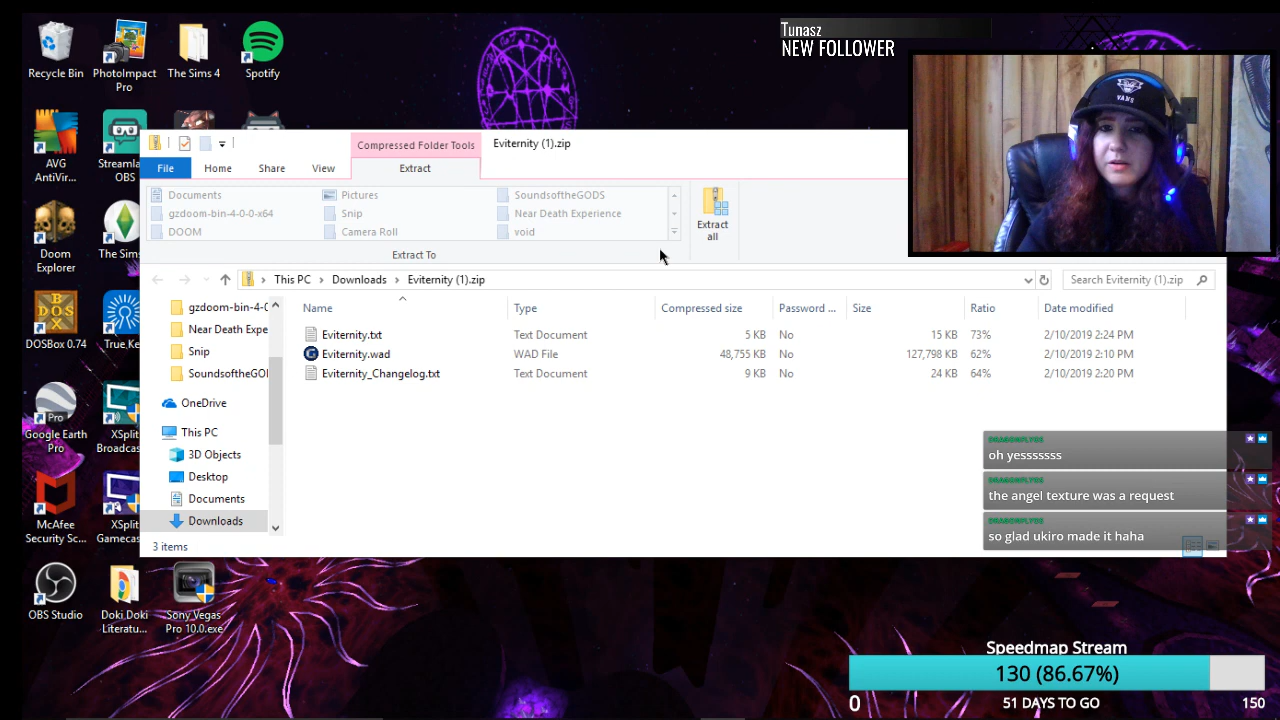 Tunasz
NEW FOLLOWER
Recycle Bin
PhotoImpact Pro
The Sims 4
Spotify
AVG AntiVir...
Streamla OBS
Doom Explorer
The Sims
DOSBox 0.74
True Ke
Google Earth Pro
XSplit Broadcas
McAfee Security Sc...
XSplit Gamecas
OBS Studio
Doki Doki Literatu...
Sony Vegas Pro 10.0.exe
Compressed Folder Tools
Eviternity (1).zip
File
Home
Share
View
Extract
Documents
Pictures
SoundsoftheGODS
gzdoom-bin-4-0-0-x64
Snip
Near Death Experience
DOOM
Camera Roll
void
Extract all
Extract To
This PC
Downloads
Eviternity (1).zip
Search Eviternity (1).zip
Name
Type
Compressed size
Password ...
Size
Ratio
Date modified
Eviternity.txt
Text Document
5 KB
No
15 KB
73%
2/10/2019 2:24 PM
Eviternity.wad
WAD File
48,755 KB
No
127,798 KB
62%
2/10/2019 2:10 PM
Eviternity_Changelog.txt
Text Document
9 KB
No
24 KB
64%
2/10/2019 2:20 PM
gzdoom-bin-4-0
Near Death Expe
Snip
SoundsoftheGOI
OneDrive
This PC
3D Objects
Desktop
Documents
Downloads
3 items
VANS
oh yesssssss
the angel texture was a request
so glad ukiro made it haha
Speedmap Stream
130 (86.67%)
0
51 DAYS TO GO
150